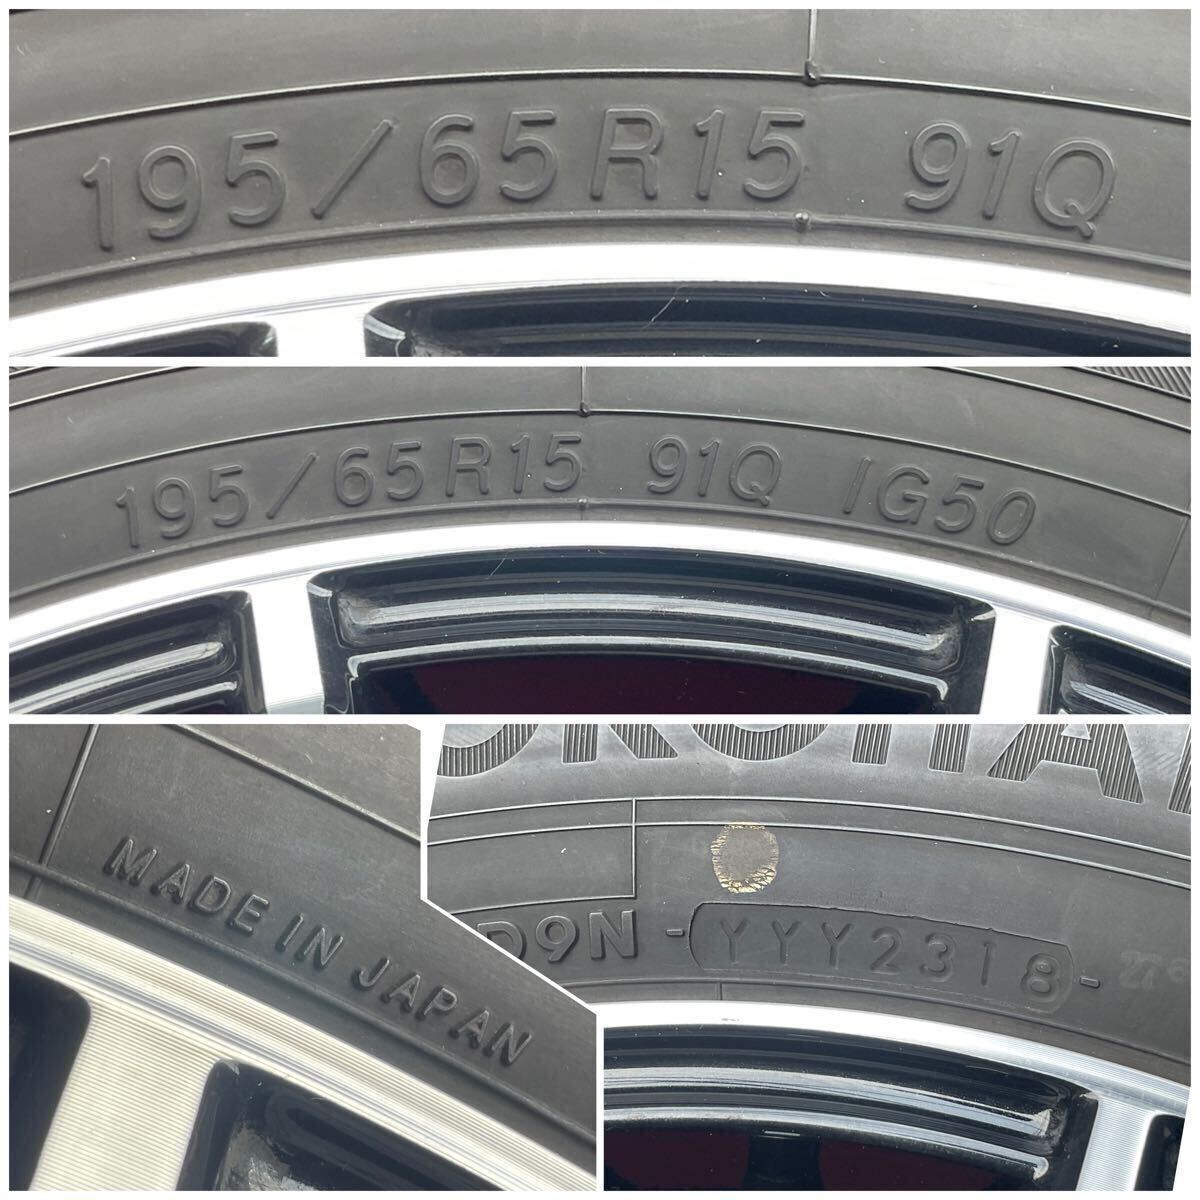 195/65R15 91Q
195/65R15 91Q IG50
MADE IN JAPAN
D9N-YYY2318-